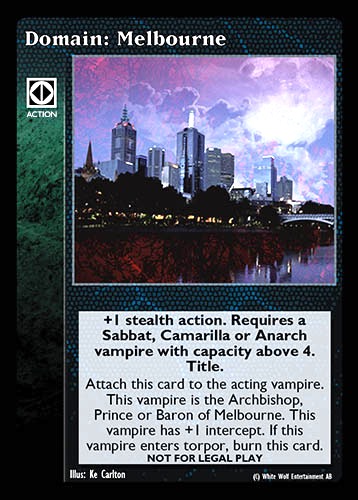 Domain: Melbourne
ACTION
+1 stealth action. Requires a
Sabbat, Camarilla or Anarch
vampire with capacity above 4.
Title.
Attach this card to the acting vampire.
This vampire is the Archbishop,
Prince or Baron of Melbourne. This
vampire has +1 intercept. If this
vampire enters torpor, burn this card.
NOT FOR LEGAL PLAY
Illus: Ke Carlton
(C) White Wolf Entertainment AB